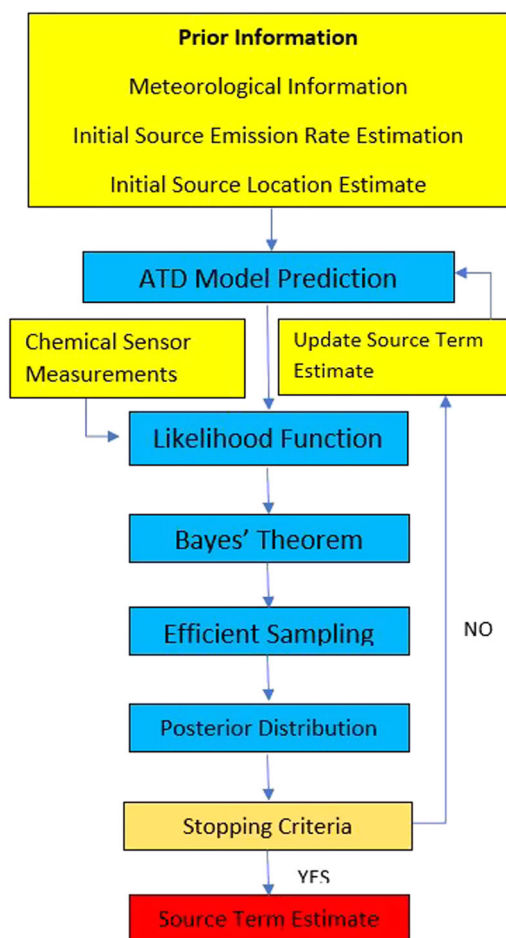 Prior Information
Meteorological Information
Initial Source Emission Rate Estimation
Initial Source Location Estimate
ATD Model Prediction
Chemical Sensor
Measurements
Update Source Term
Estimate
Likelihood Function
Bayes' Theorem
Efficient Sampling
NO
Posterior Distribution
Stopping Criteria
YES
Source Term Estimate